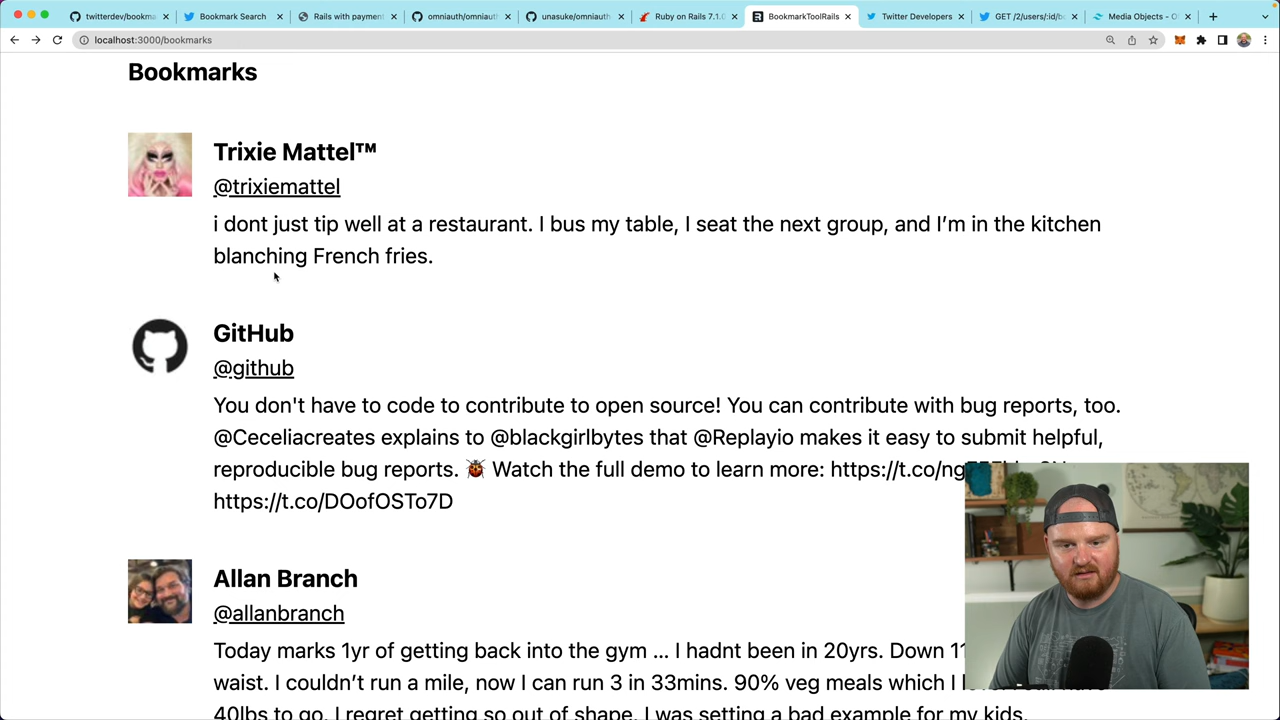 twitterdev/bookma
Bookmark Search
Rails with payment
omniauth/omniaut
unasuke/omniauth
Ruby on Rails 7.1.0
BookmarkToolRails
Twitter Developers
GET /2/users/:id/b
Media Objects - O
localhost:3000/bookmarks
Bookmarks
Trixie Mattel™
@trixiemattel
i dont just tip well at a restaurant. I bus my table, I seat the next group, and I’m in the kitchen
blanching French fries.
GitHub
@github
You don't have to code to contribute to open source! You can contribute with bug reports, too.
@Ceceliacreates explains to @blackgirlbytes that @Replayio makes it easy to submit helpful,
reproducible bug reports. 🐞 Watch the full demo to learn more:
https://t.co/DOofOSTo7D
Allan Branch
@allanbranch
Today marks 1yr of getting back into the gym ... I hadnt been in 20yrs. Down
waist. I couldn’t run a mile, now I can run 3 in 33mins. 90% veg meals which I
40lbs to go. I regret getting so out of shape. I was setting a bad example for my kids.